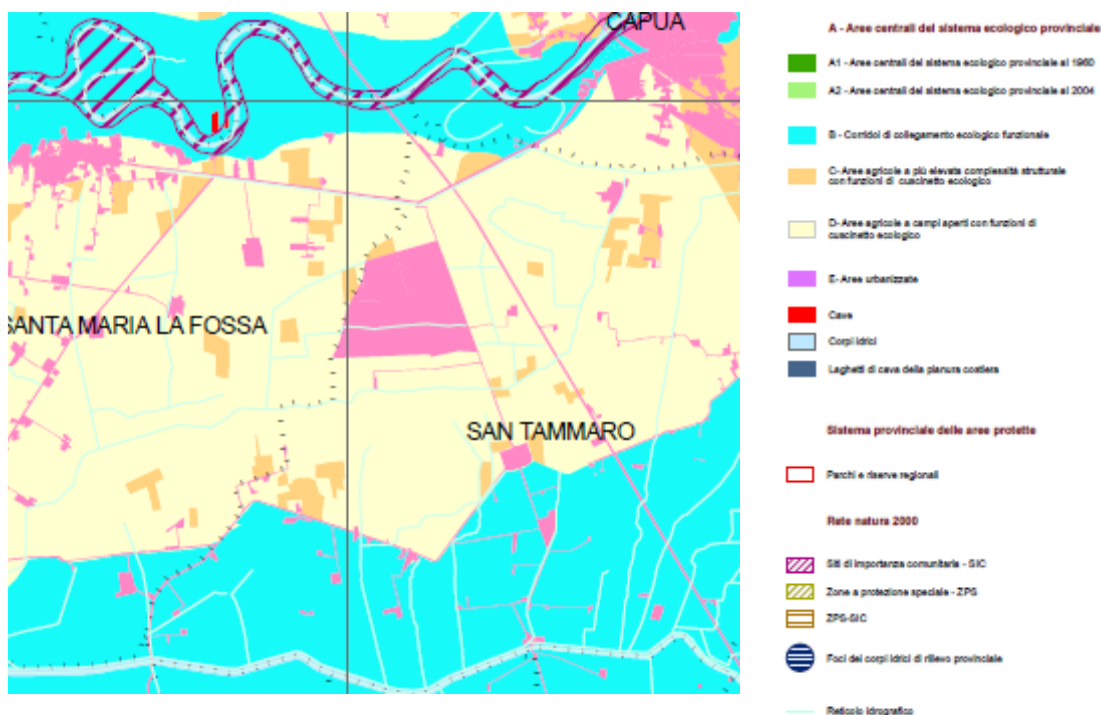 CAPUA
SANTA MARIA LA FOSSA
SAN TAMMARO
A - Aree centrali del sistema ecologico provinciale
A1 - Aree centrali del sistema ecologico provinciale al 1960
A2 - Aree centrali del sistema ecologico provinciale al 2004
B - Corridoi di collegamento ecologico funzionale
C- Aree agricole a più elevata complessità strutturale
con funzioni di cuscinetto ecologico
D- Aree agricole a campi aperti con funzioni di
cuscinetto ecologico
E- Aree urbanizzate
Cave
Corpi idrici
Laghetti di cava della pianura costiera
Sistema provinciale delle aree protette
Parchi e riserve regionali
Rete natura 2000
Siti di importanza comunitaria - SIC
Zone a protezione speciale - ZPS
ZPS-SIC
Foci dei corpi idrici di rilievo provinciale
Reticolo idrografico